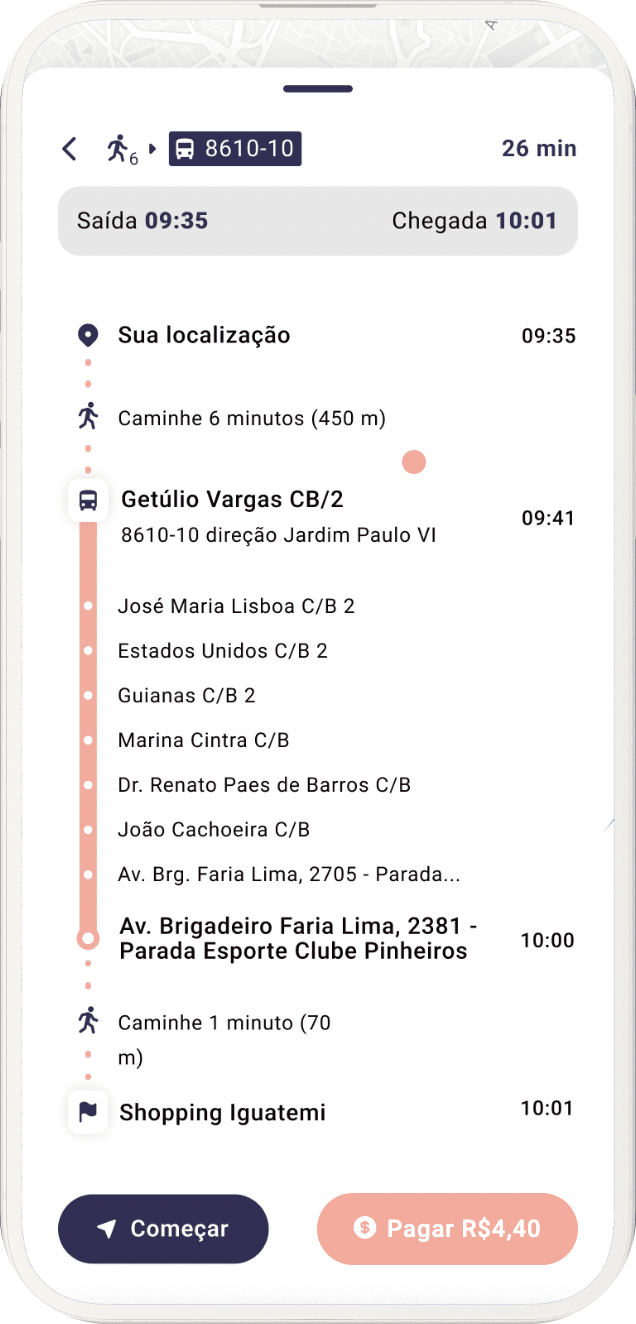 6 8610-10 26 min
Saída 09:35 Chegada 10:01
Sua localização 09:35
Caminhe 6 minutos (450 m)
Getúlio Vargas CB/2
8610-10 direção Jardim Paulo VI 09:41
José Maria Lisboa C/B 2
Estados Unidos C/B 2
Guianas C/B 2
Marina Cintra C/B
Dr. Renato Paes de Barros C/B
João Cachoeira C/B
Av. Brg. Faria Lima, 2705 - Parada...
Av. Brigadeiro Faria Lima, 2381 -
Parada Esporte Clube Pinheiros 10:00
Caminhe 1 minuto (70
m)
Shopping Iguatemi 10:01
Começar $ Pagar R$4,40